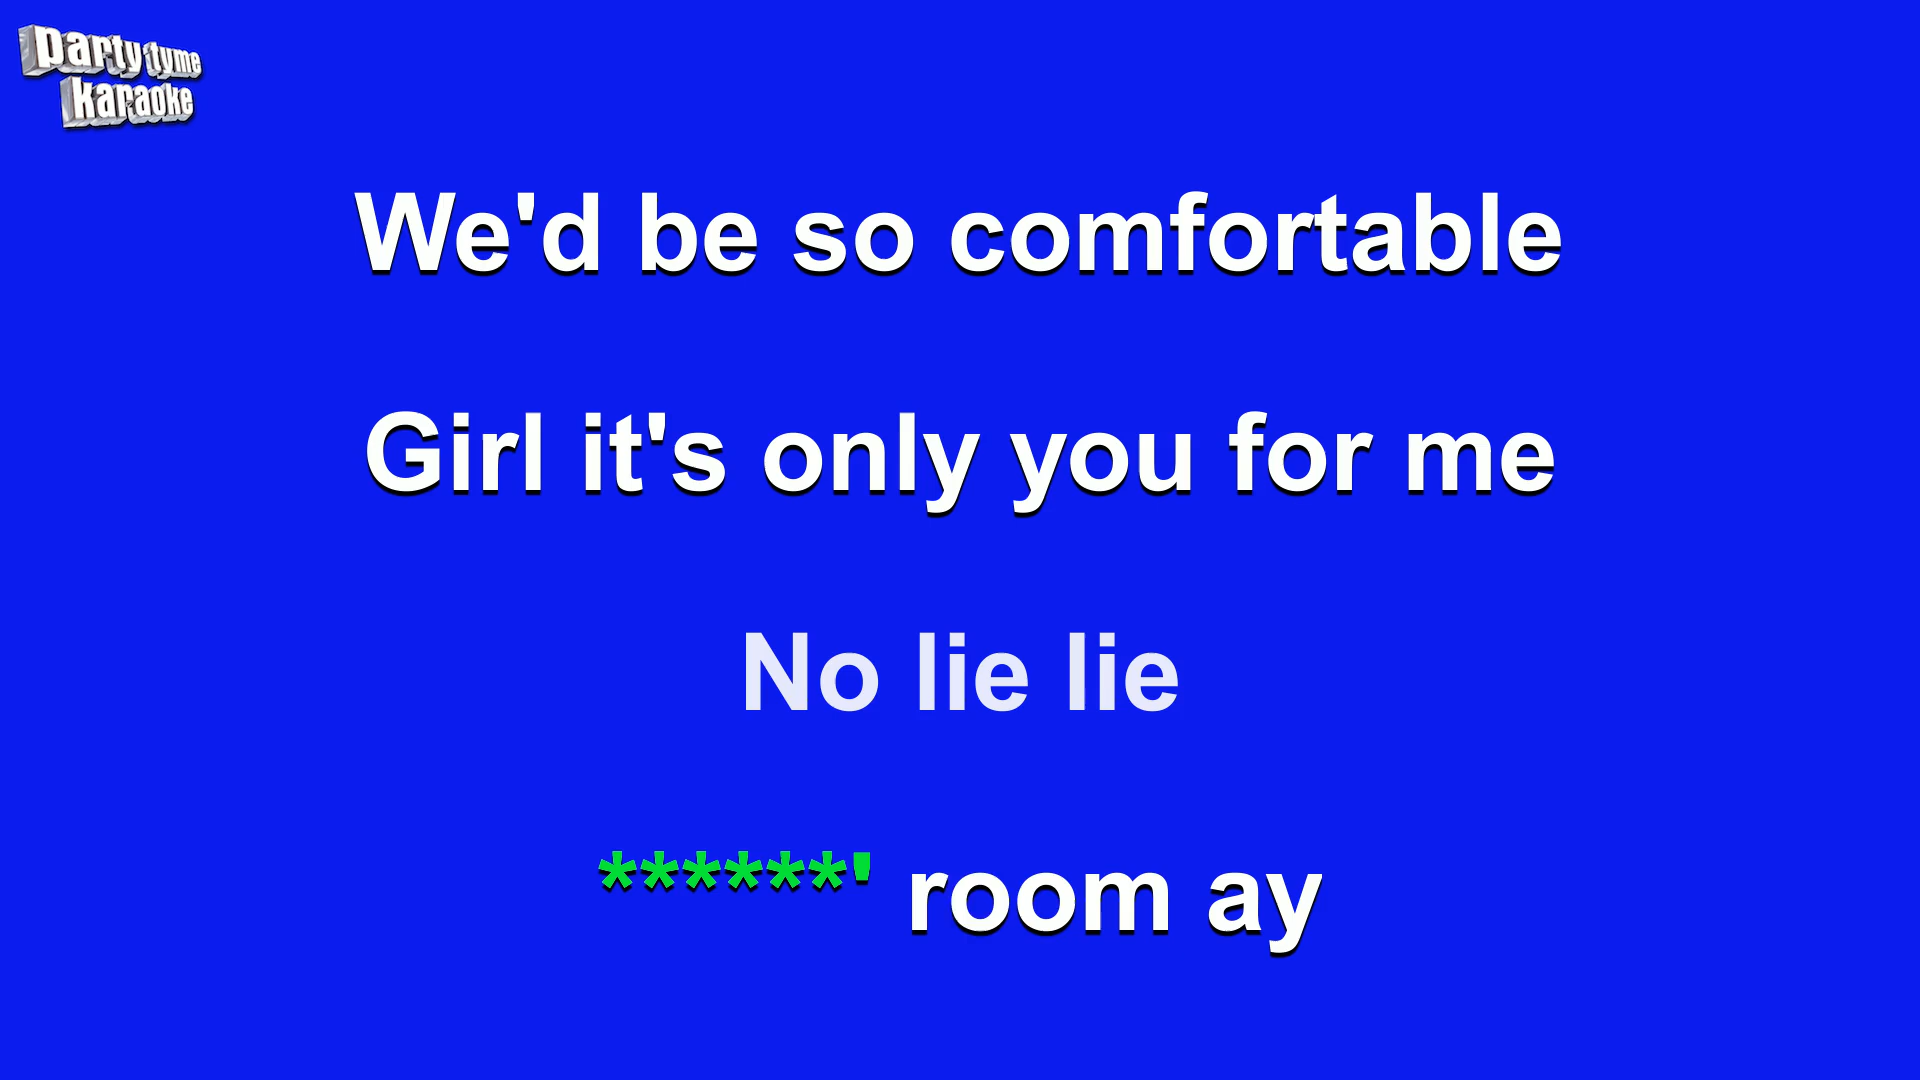 party tyme
karaoke
We'd be so comfortable
Girl it's only you for me
No lie lie
******' room ay